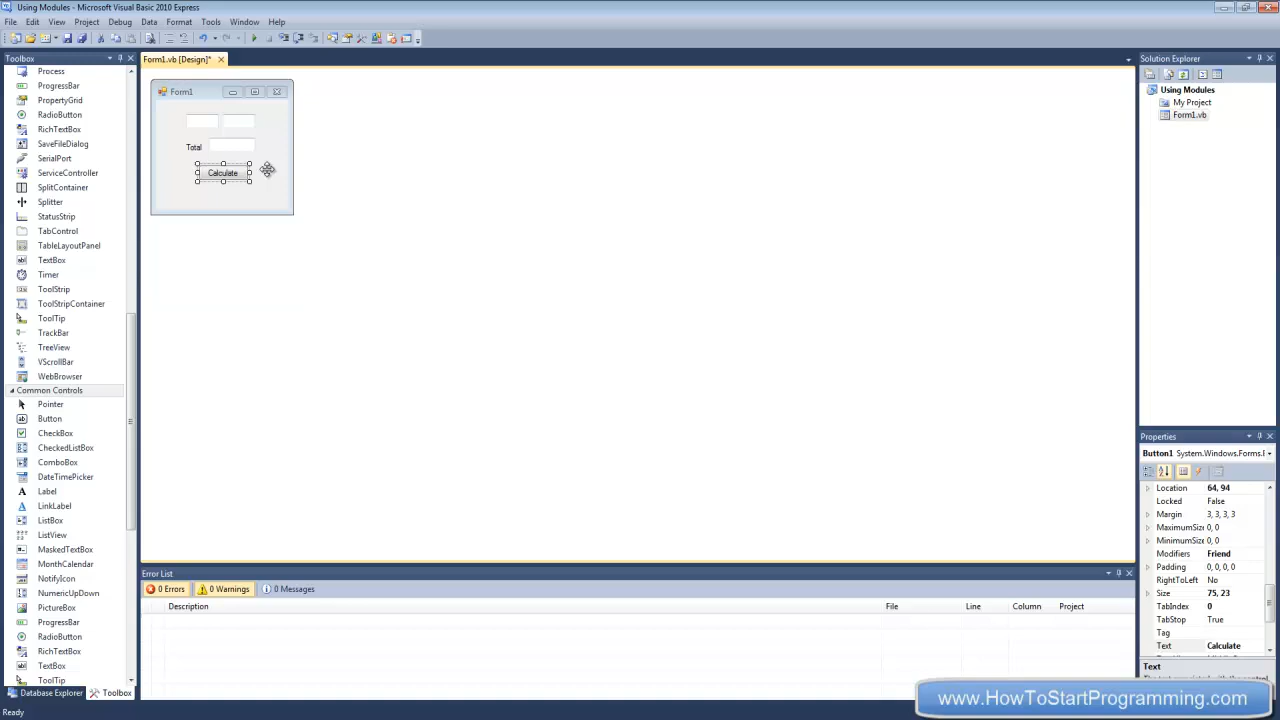 Using Modules - Microsoft Visual Basic 2010 Express
File Edit View Project Debug Data Format Tools Window Help
Toolbox
Process
ProgressBar
PropertyGrid
RadioButton
RichTextBox
SaveFileDialog
SerialPort
ServiceController
SplitContainer
Splitter
StatusStrip
TabControl
TableLayoutPanel
TextBox
Timer
ToolStrip
ToolStripContainer
ToolTip
TrackBar
TreeView
VScrollBar
WebBrowser
Common Controls
Pointer
Button
CheckBox
CheckedListBox
ComboBox
DateTimePicker
Label
LinkLabel
ListBox
ListView
MaskedTextBox
MonthCalendar
NotifyIcon
NumericUpDown
PictureBox
ProgressBar
RadioButton
RichTextBox
TextBox
ToolTip
Database Explorer Toolbox
Ready
Form1.vb [Design]*
Form1
Total
Calculate
Error List
0 Errors 0 Warnings 0 Messages
Description File Line Column Project
Solution Explorer
Using Modules
My Project
Form1.vb
Properties
Button1 System.Windows.Forms.
Location 64, 94
Locked False
Margin 3, 3, 3, 3
MaximumSize 0, 0
MinimumSize 0, 0
Modifiers Friend
Padding 0, 0, 0, 0
RightToLeft No
Size 75, 23
TabIndex 0
TabStop True
Tag
Text Calculate
Text
www.HowToStartProgramming.com